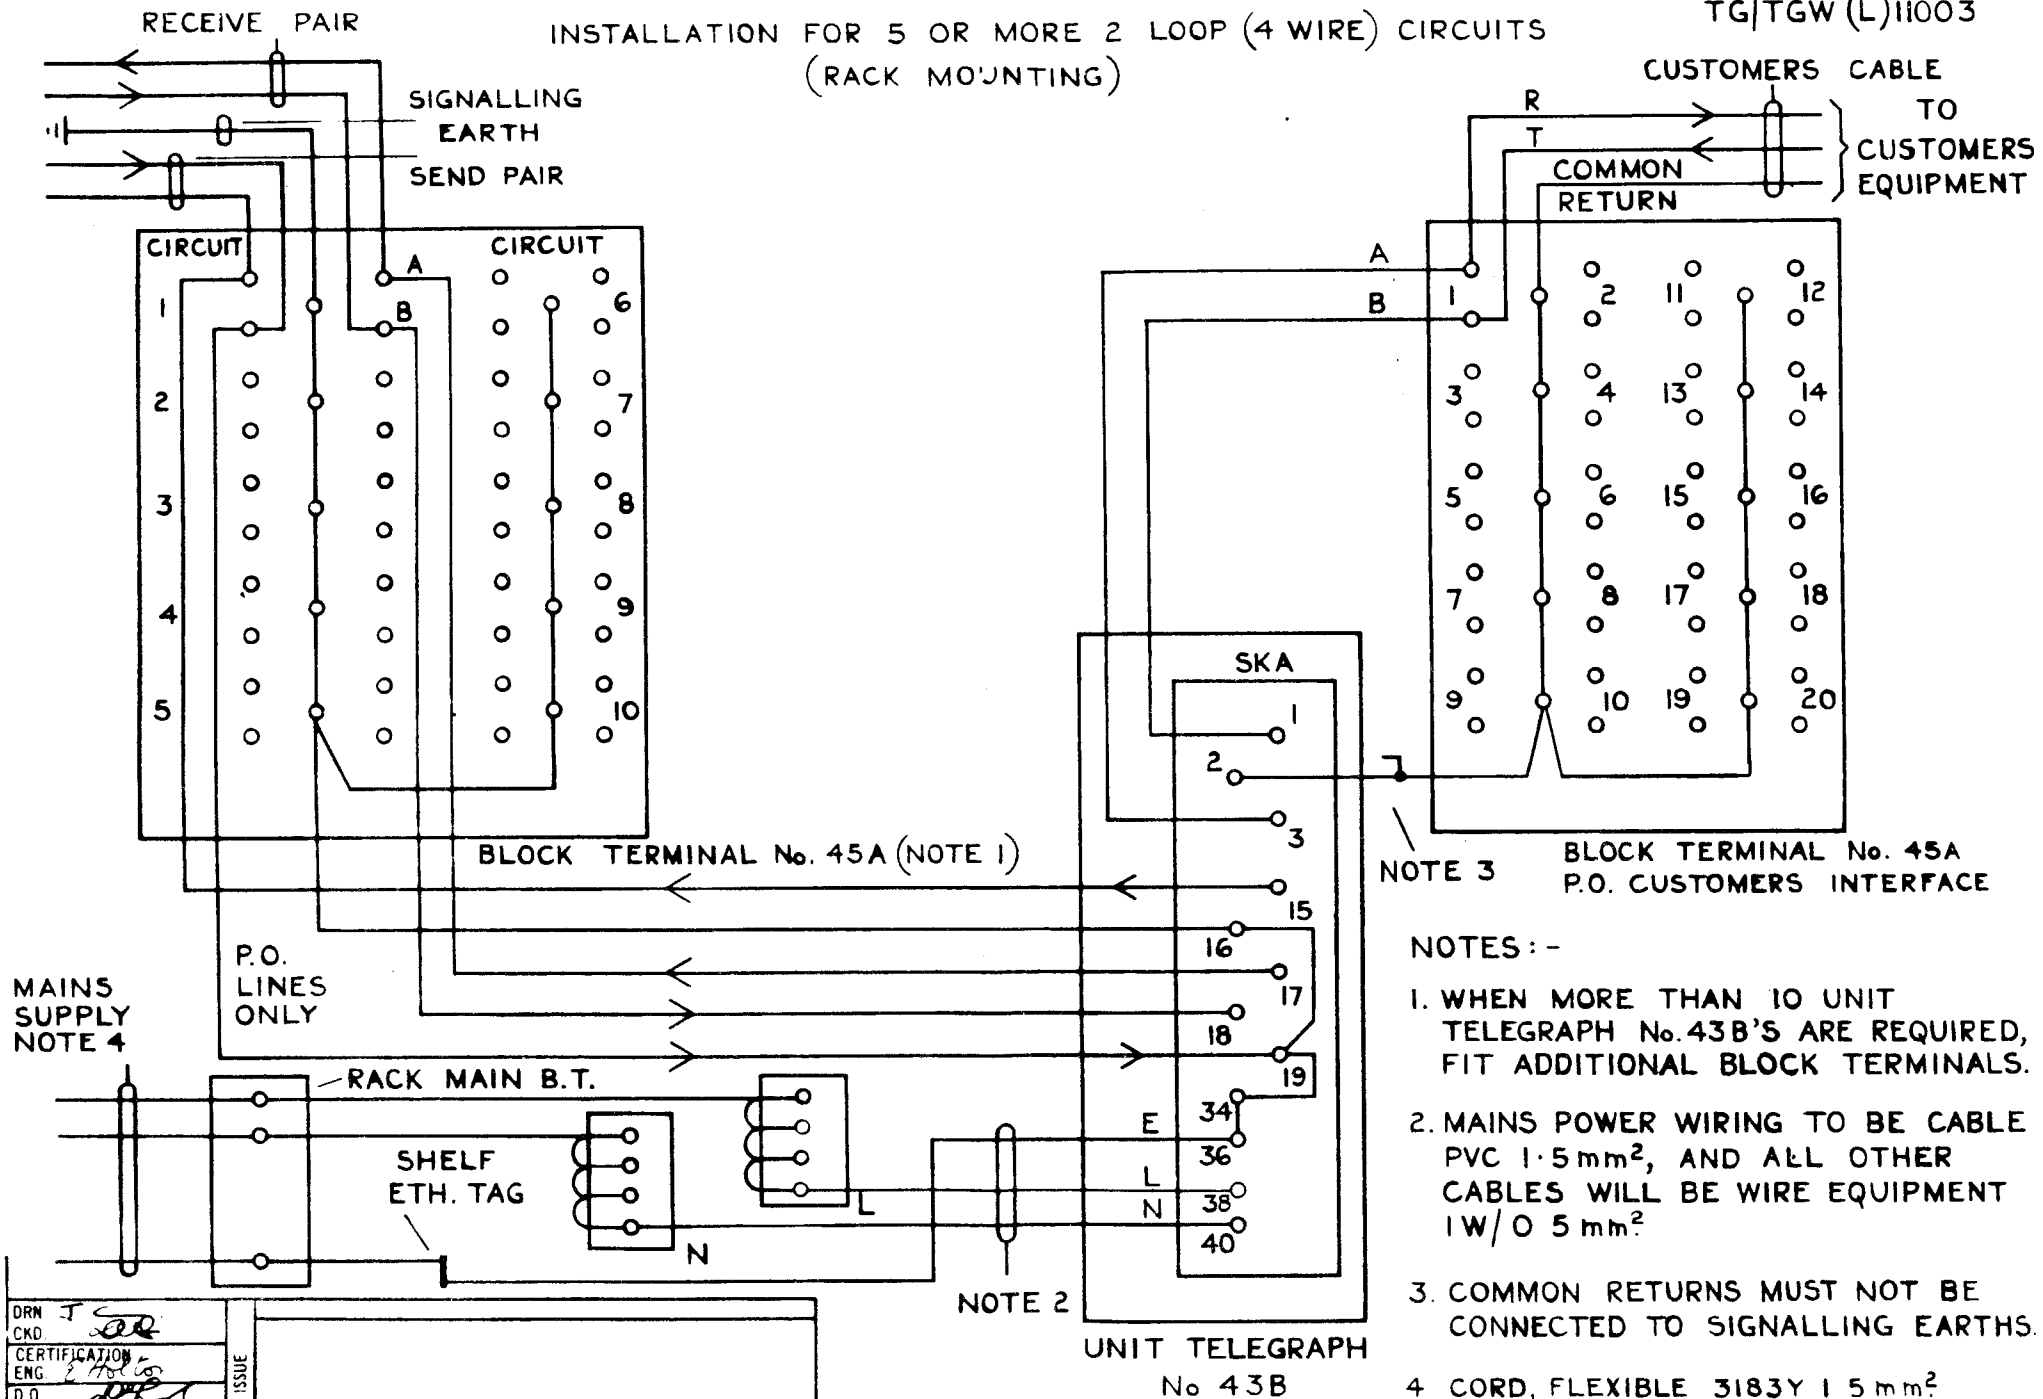 RECEIVE PAIR
INSTALLATION FOR 5 OR MORE 2 LOOP (4 WIRE) CIRCUITS
(RACK MOUNTING)
TG/TGW (L) 11003
SIGNALLING
EARTH
SEND PAIR
CUSTOMERS CABLE
TO
CUSTOMERS
EQUIPMENT
R
T
COMMON
RETURN
CIRCUIT
CIRCUIT
A
B
1
2
3
4
5
6
7
8
9
10
BLOCK TERMINAL No. 45A (NOTE 1)
A
B
1
2
11
12
3
4
13
14
5
6
15
16
7
8
17
18
9
10
19
20
BLOCK TERMINAL No. 45A
P.O. CUSTOMERS INTERFACE
NOTE 3
SKA
1
2
3
15
16
17
18
19
34
36
38
40
E
L
N
P.O.
LINES
ONLY
MAINS
SUPPLY
NOTE 4
RACK MAIN B.T.
SHELF
ETH. TAG
L
N
NOTE 2
UNIT TELEGRAPH
No 43B
NOTES:-
1. WHEN MORE THAN 10 UNIT
TELEGRAPH No. 43B'S ARE REQUIRED,
FIT ADDITIONAL BLOCK TERMINALS.
2. MAINS POWER WIRING TO BE CABLE
PVC 1·5mm², AND ALL OTHER
CABLES WILL BE WIRE EQUIPMENT
1W/0 5mm²
3. COMMON RETURNS MUST NOT BE
CONNECTED TO SIGNALLING EARTHS.
4 CORD, FLEXIBLE 3183Y 1 5mm²
DRN
CKD.
CERTIFICATION
ENG.
D.O.
ISSUE